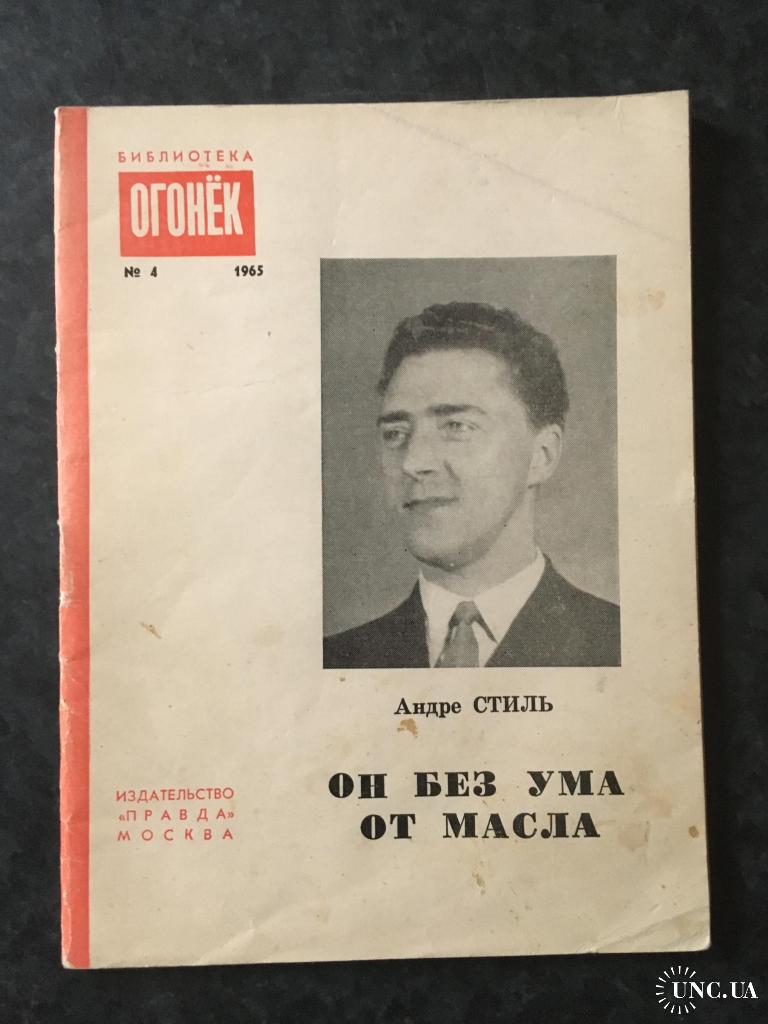 БИБЛИОТЕКА
ОГОНЁК
№ 4 1965
Андре СТИЛЬ
ОН БЕЗ УМА
ОТ МАСЛА
ИЗДАТЕЛЬСТВО
«ПРАВДА»
МОСКВА
UNC.UA